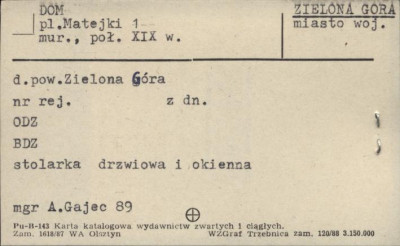 DOM
ZIELONA GÓRA
pl.Matejki 1
miasto woj.
mur., poł. XIX w.
d.pow.Zielona Góra
nr rej. z dn.
ODZ
BDZ
stolarka drzwiowa i okienna
mgr A.Gajec 89
Pu-B-143 Karta katalogowa wydawnictw zwartych i ciągłych.
Zam. 1618/87 WA Olsztyn WZGraf Trzebnica zam. 120/88 3.150.000